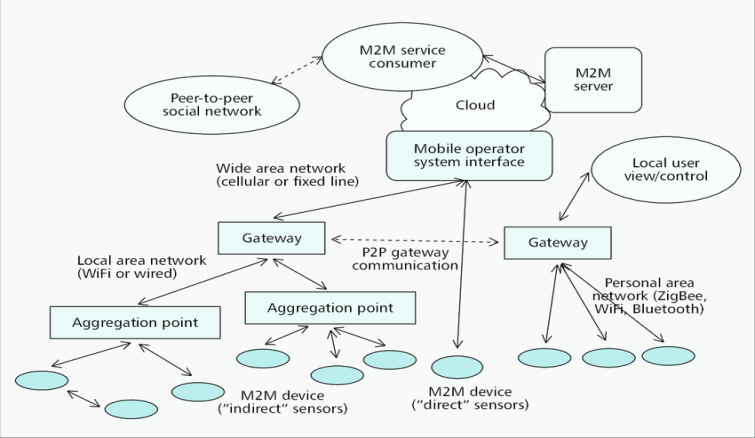 M2M service
consumer
M2M
server
Peer-to-peer
social network
Cloud
Mobile operator
system interface
Local user
view/control
Wide area network
(cellular or fixed line)
Gateway
Gateway
P2P gateway
communication
Local area network
(WiFi or wired)
Personal area
network (ZigBee,
WiFi, Bluetooth)
Aggregation point
Aggregation point
M2M device
(“indirect” sensors)
M2M device
(“direct” sensors)